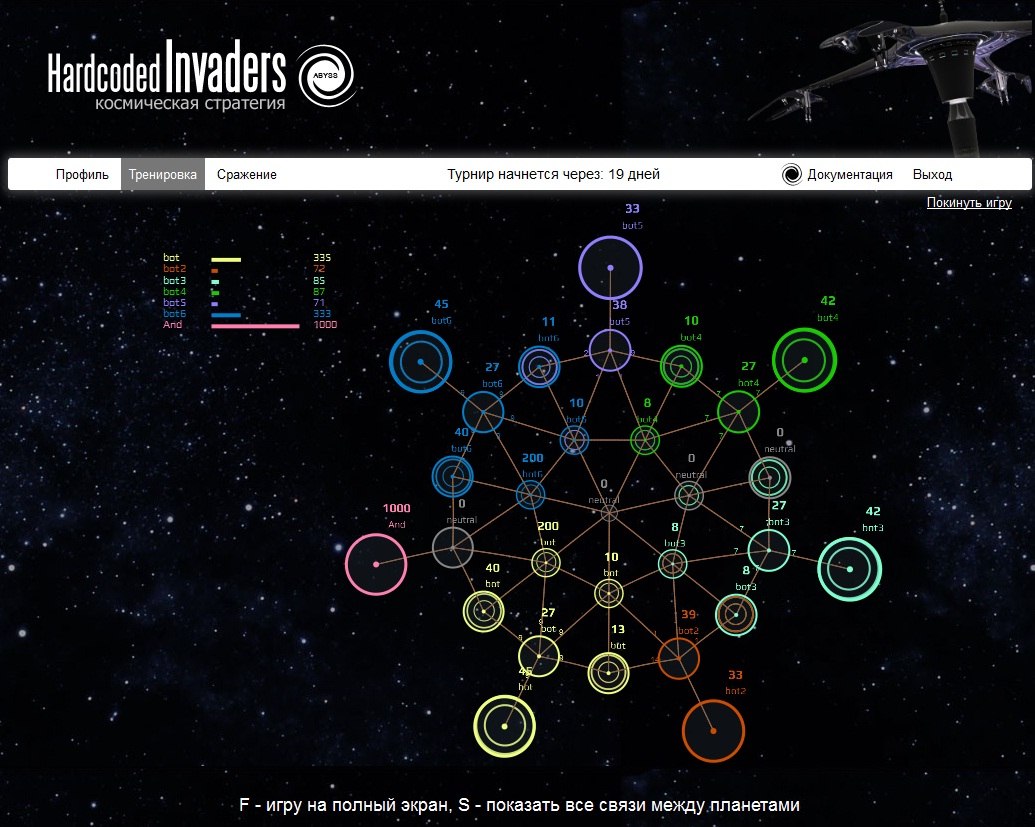 Hardcoded Invaders
ABYSS
космическая стратегия
Профиль Тренировка Сражение Турнир начнется через: 19 дней Документация Выход
Покинуть игру
bot 335
bot2 72
bot3 85
bot4 87
bot5 71
bot6 333
And 1000
33
bot5
38
bot5
45
bot6
11
bot6
10
bot4
42
bot4
27
bot6
27
bot4
10
8
bot4
40
bot6
200
bot6
0
neutral
0
neutral
0
neutral
0
neutral
1000
And
27
bot3
42
bot3
200
bot
8
bot3
40
bot
10
bot
8
bot3
27
bot
13
bot
39
bot2
45
bot
33
bot2
F - игру на полный экран, S - показать все связи между планетами